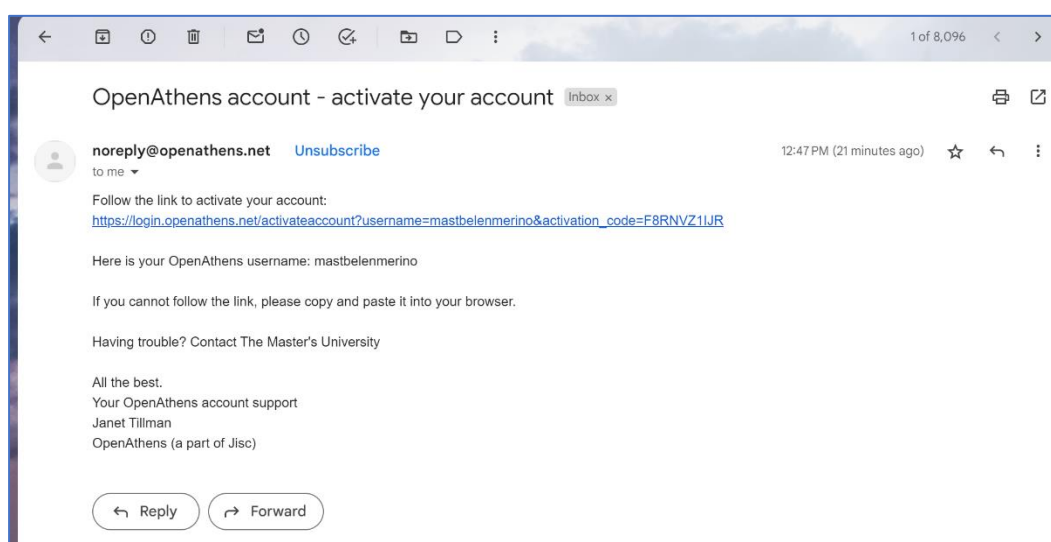 1 of 8,096
OpenAthens account - activate your account Inbox ×
noreply@openathens.net Unsubscribe 12:47 PM (21 minutes ago)
to me
Follow the link to activate your account:
https://login.openathens.net/activateaccount?username=mastbelenmerino&activation_code=F8RNVZ1IJR
Here is your OpenAthens username: mastbelenmerino
If you cannot follow the link, please copy and paste it into your browser.
Having trouble? Contact The Master's University
All the best.
Your OpenAthens account support
Janet Tillman
OpenAthens (a part of Jisc)
Reply Forward